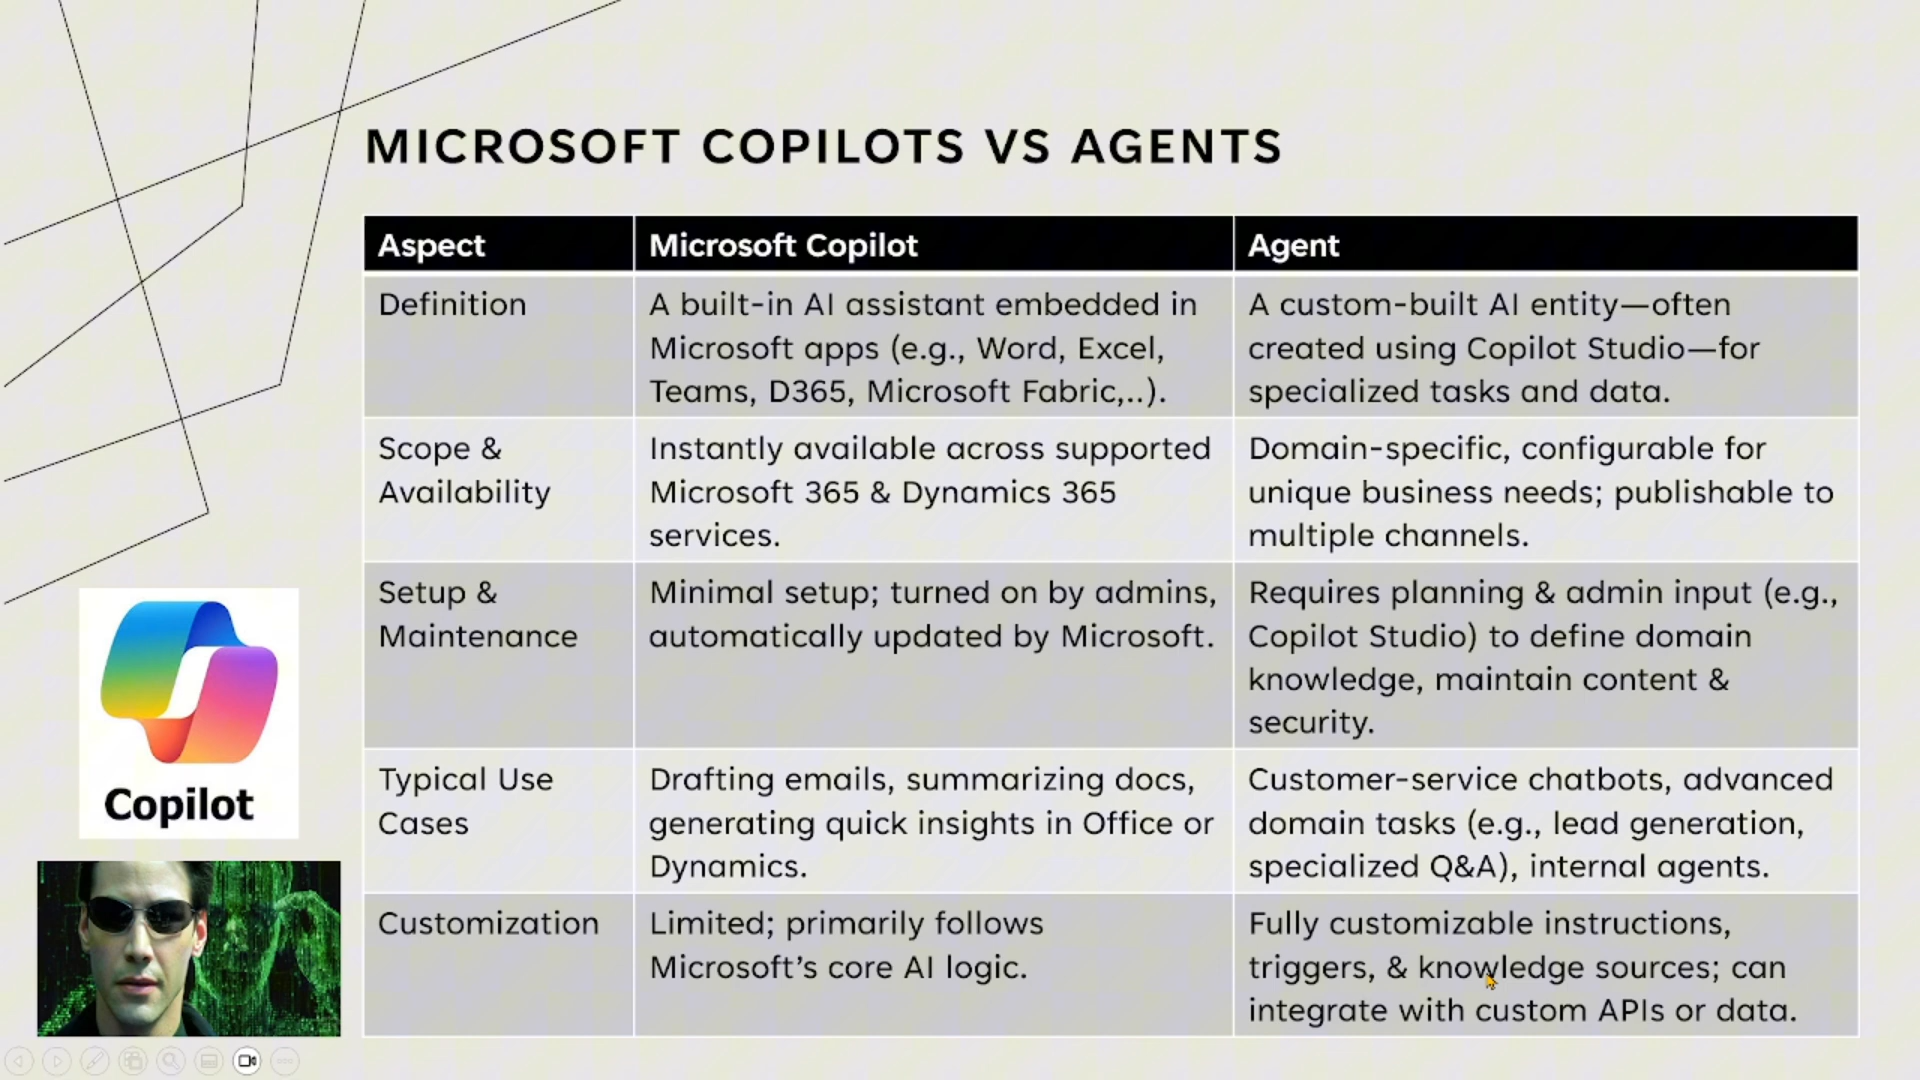 MICROSOFT COPILOTS VS AGENTS
Aspect
Microsoft Copilot
Agent
Definition
A built-in AI assistant embedded in
Microsoft apps (e.g., Word, Excel,
Teams, D365, Microsoft Fabric,..).
A custom-built AI entity—often
created using Copilot Studio—for
specialized tasks and data.
Scope &
Availability
Instantly available across supported
Microsoft 365 & Dynamics 365
services.
Domain-specific, configurable for
unique business needs; publishable to
multiple channels.
Setup &
Maintenance
Minimal setup; turned on by admins,
automatically updated by Microsoft.
Requires planning & admin input (e.g.,
Copilot Studio) to define domain
knowledge, maintain content &
security.
Typical Use
Cases
Drafting emails, summarizing docs,
generating quick insights in Office or
Dynamics.
Customer-service chatbots, advanced
domain tasks (e.g., lead generation,
specialized Q&A), internal agents.
Customization
Limited; primarily follows
Microsoft’s core AI logic.
Fully customizable instructions,
triggers, & knowledge sources; can
integrate with custom APIs or data.
Copilot